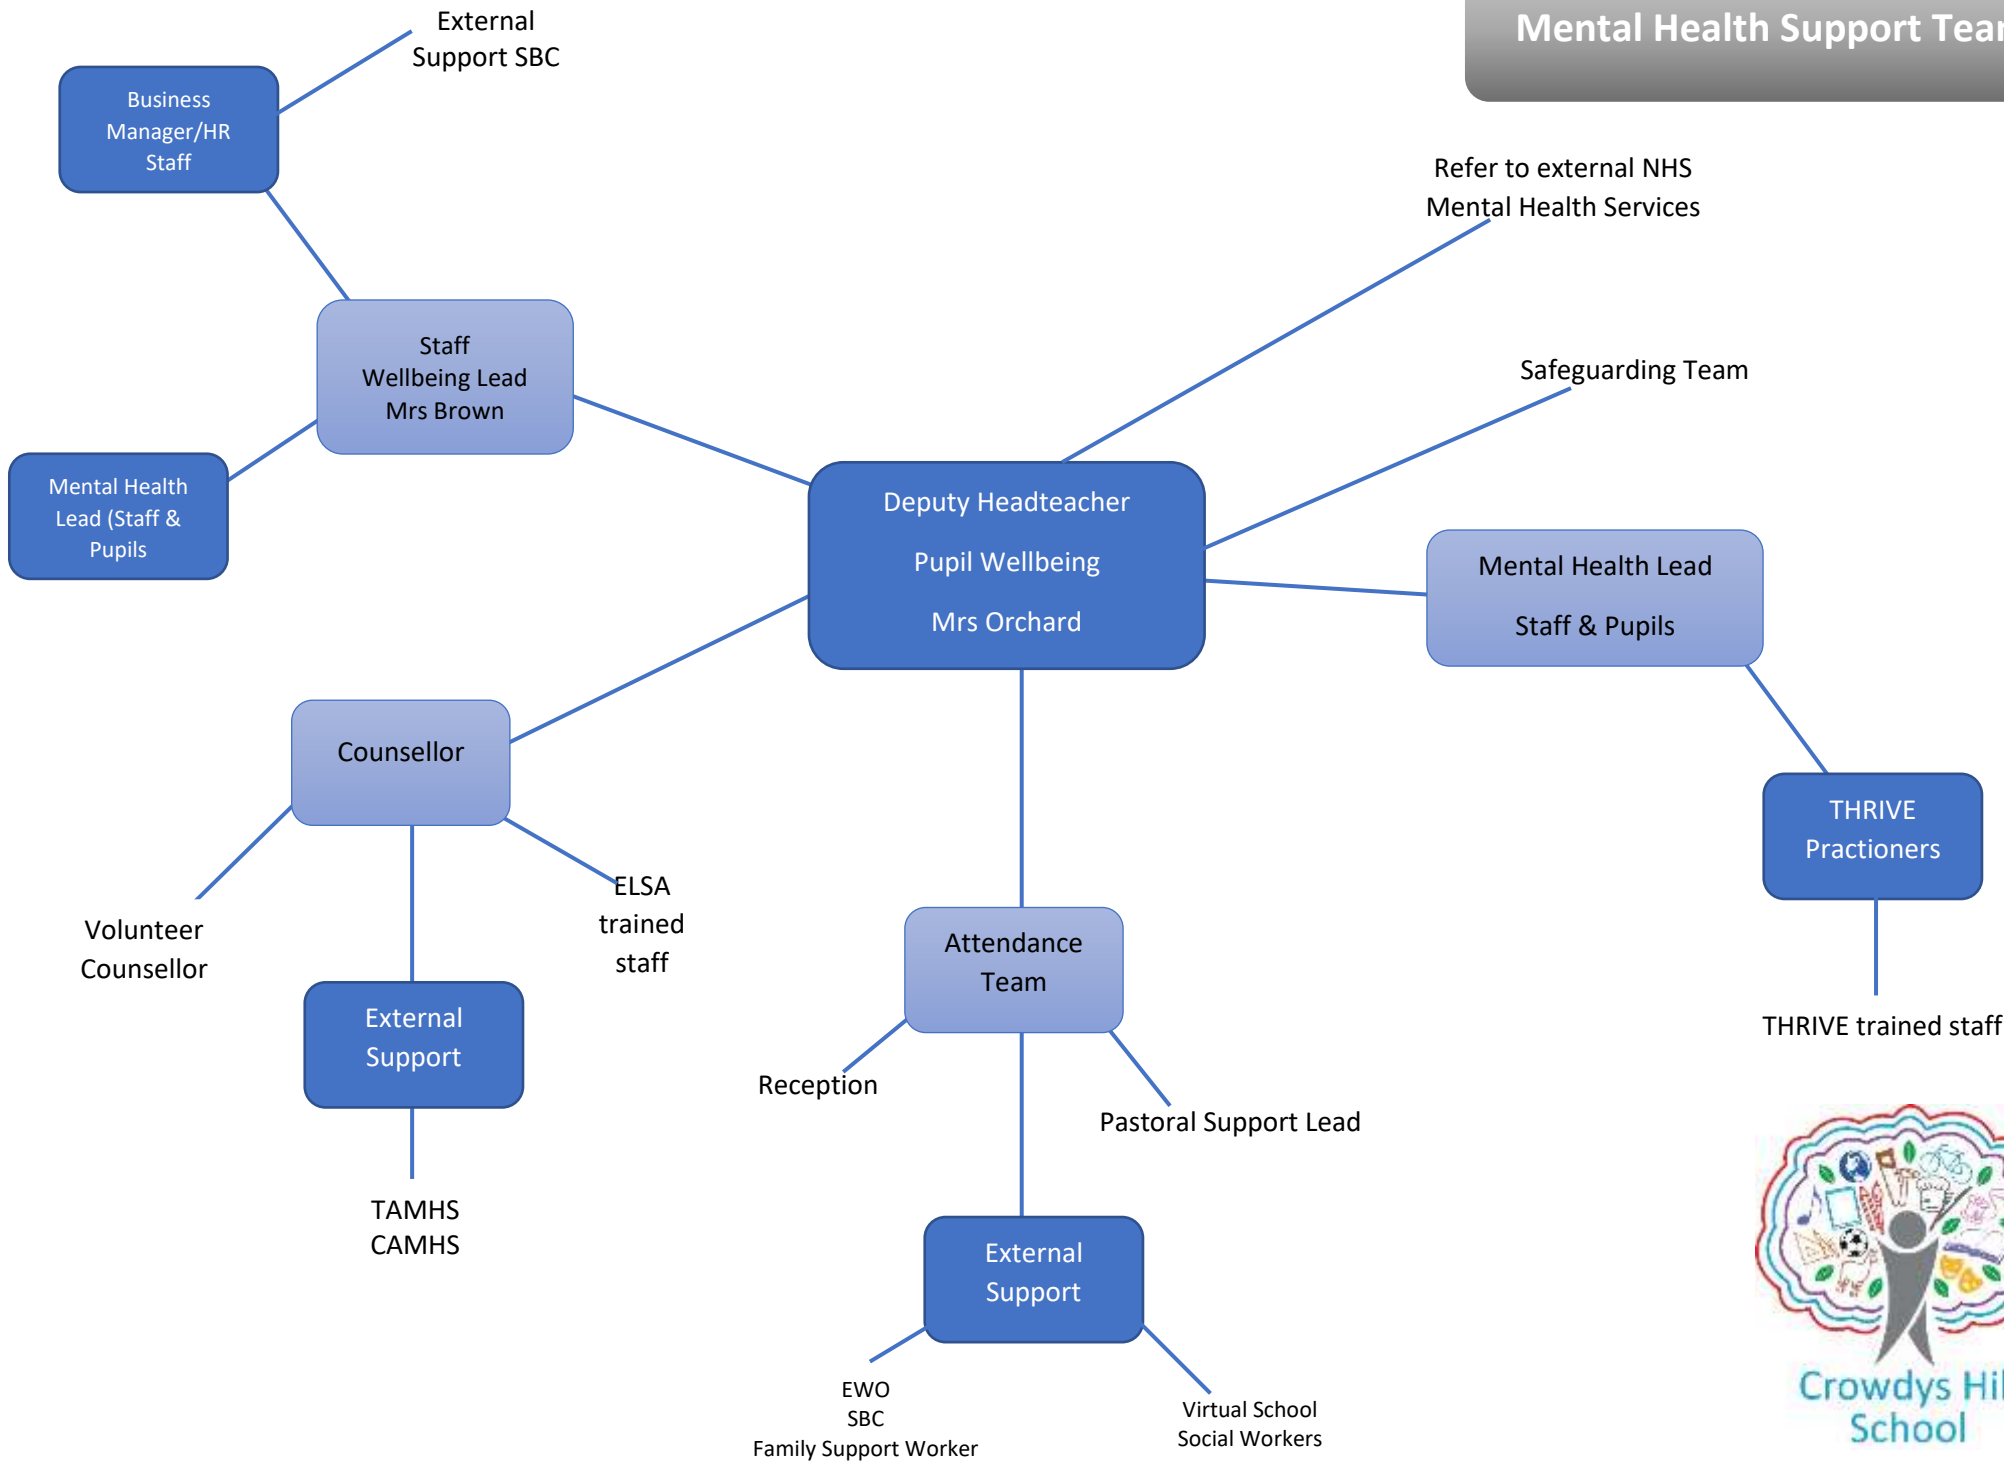 Mental Health Support Tea
External
Support SBC
Business
Manager/HR
Staff
Refer to external NHS
Mental Health Services
Staff
Wellbeing Lead
Mrs Brown
Safeguarding Team
Mental Health
Lead (Staff &
Pupils
Deputy Headteacher
Pupil Wellbeing
Mrs Orchard
Mental Health Lead
Staff & Pupils
Counsellor
THRIVE
Practioners
Volunteer
Counsellor
ELSA
trained
staff
Attendance
Team
External
Support
THRIVE trained staff
Reception
Pastoral Support Lead
TAMHS
CAMHS
External
Support
EWO
SBC
Family Support Worker
Virtual School
Social Workers
Crowdys Hil
School